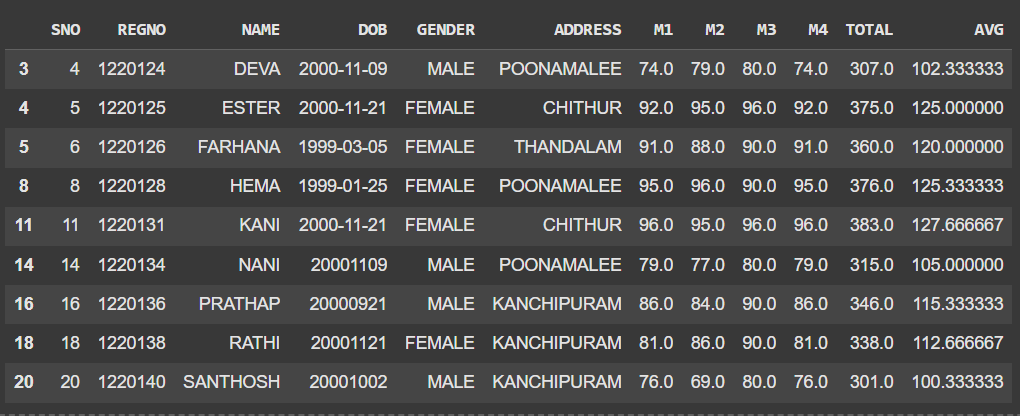 SNO REGNO NAME DOB GENDER ADDRESS M1 M2 M3 M4 TOTAL AVG
3 4 1220124 DEVA 2000-11-09 MALE POONAMALEE 74.0 79.0 80.0 74.0 307.0 102.333333
4 5 1220125 ESTER 2000-11-21 FEMALE CHITHUR 92.0 95.0 96.0 92.0 375.0 125.000000
5 6 1220126 FARHANA 1999-03-05 FEMALE THANDALAM 91.0 88.0 90.0 91.0 360.0 120.000000
8 8 1220128 HEMA 1999-01-25 FEMALE POONAMALEE 95.0 96.0 90.0 95.0 376.0 125.333333
11 11 1220131 KANI 2000-11-21 FEMALE CHITHUR 96.0 95.0 96.0 96.0 383.0 127.666667
14 14 1220134 NANI 20001109 MALE POONAMALEE 79.0 77.0 80.0 79.0 315.0 105.000000
16 16 1220136 PRATHAP 20000921 MALE KANCHIPURAM 86.0 84.0 90.0 86.0 346.0 115.333333
18 18 1220138 RATHI 20001121 FEMALE KANCHIPURAM 81.0 86.0 90.0 81.0 338.0 112.666667
20 20 1220140 SANTHOSH 20001002 MALE KANCHIPURAM 76.0 69.0 80.0 76.0 301.0 100.333333